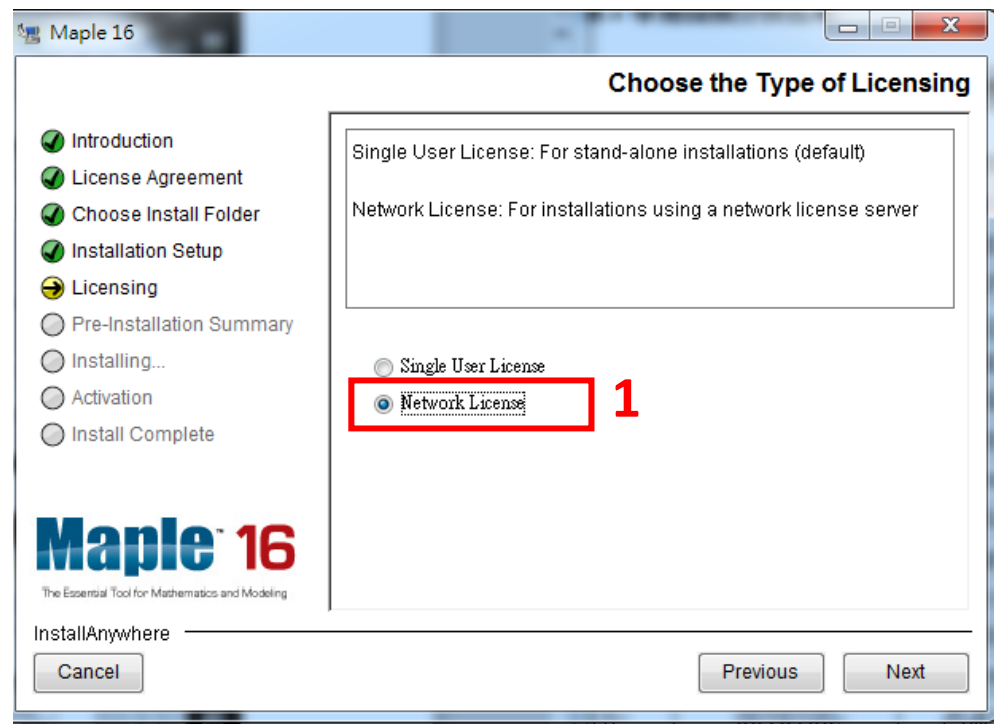 Maple 16
Choose the Type of Licensing
Introduction
License Agreement
Choose Install Folder
Installation Setup
Licensing
Pre-Installation Summary
Installing...
Activation
Install Complete
Single User License: For stand-alone installations (default)
Network License: For installations using a network license server
Single User License
Network License
1
Maple™ 16
The Essential Tool for Mathematics and Modeling
InstallAnywhere
Cancel
Previous
Next